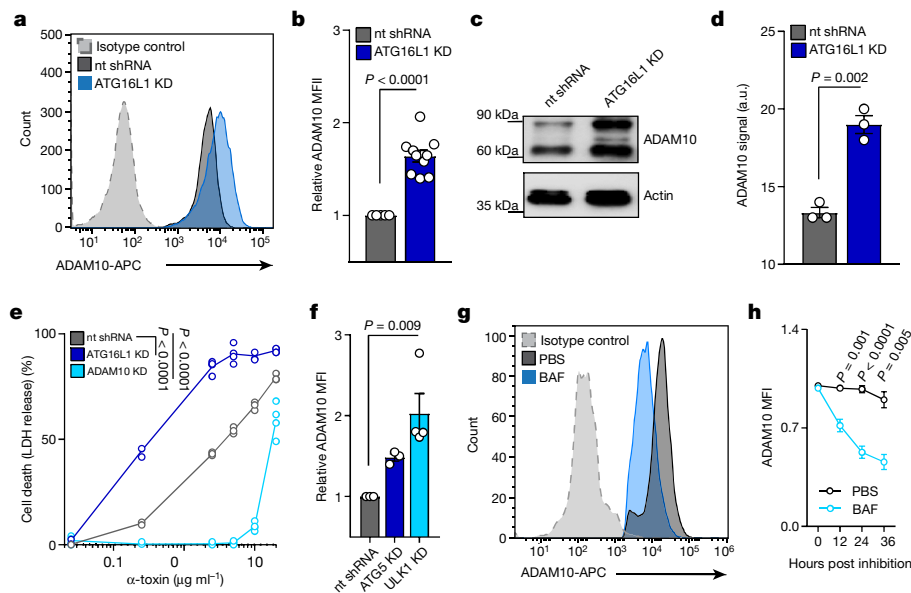 a
500
400
300
200
100
0
Count
Isotype control
nt shRNA
ATG16L1 KD
10¹ 10² 10³ 10⁴ 10⁵
ADAM10-APC
b
nt shRNA
ATG16L1 KD
3
2
1
Relative ADAM10 MFII
P < 0.0001
c
nt shRNA
ATG16L1 KD
90 kDa
60 kDa
35 kDa
ADAM10
Actin
d
nt shRNA
ATG16L1 KD
25
20
15
10
ADAM10 signal (a.u.)
P = 0.002
e
100
50
0
Cell death (LDH release) (%)
nt shRNA
ATG16L1 KD
ADAM10 KD
P < 0.0001
P < 0.0001
0.1 0 10
α-toxin (μg ml⁻¹)
f
P = 0.009
3
2
1
Relative ADAM10 MFI
nt shRNA
ATG5 KD
ULK1 KD
g
100
80
60
40
20
0
Count
Isotype control
PBS
BAF
10¹ 10² 10³ 10⁴ 10⁵ 10⁶
ADAM10-APC
h
1.4
0.7
0.0
ADAM10 MFI
P = 0.001
P < 0.0001
P = 0.005
PBS
BAF
0 12 24 36
Hours post inhibition